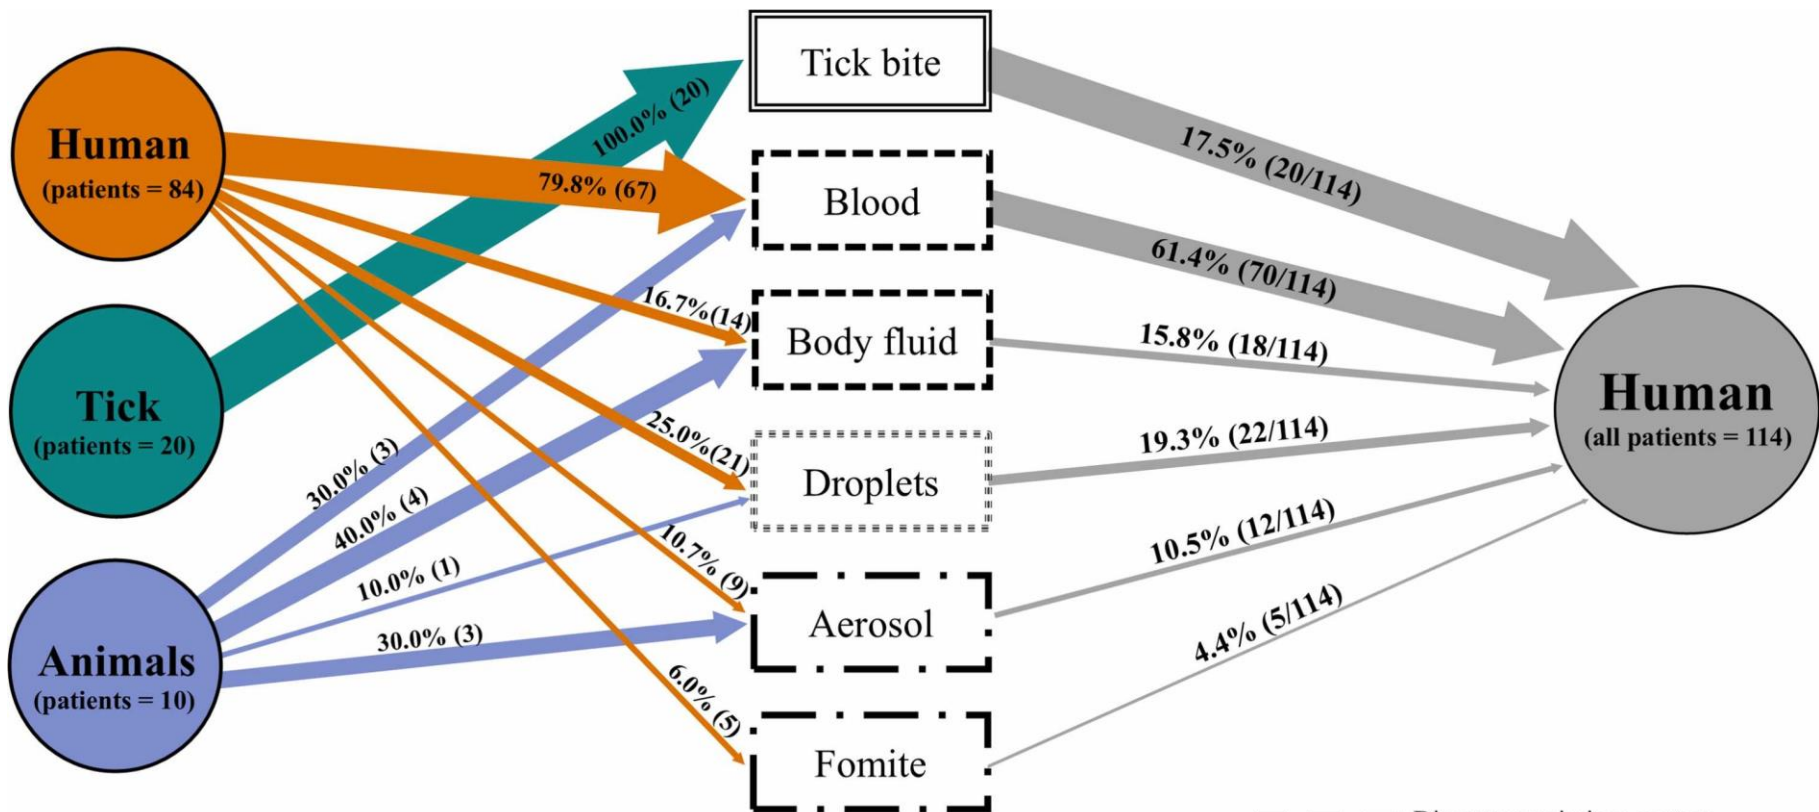 Human
(patients = 84)
Tick
(patients = 20)
Animals
(patients = 10)
100.0% (20)
79.8% (67)
16.7%(14)
25.0%(21)
10.7% (9)
6.0% (5)
30.0% (3)
40.0% (4)
10.0% (1)
30.0% (3)
Tick bite
Blood
Body fluid
Droplets
Aerosol
Fomite
17.5% (20/114)
61.4% (70/114)
15.8% (18/114)
19.3% (22/114)
10.5% (12/114)
4.4% (5/114)
Human
(all patients = 114)